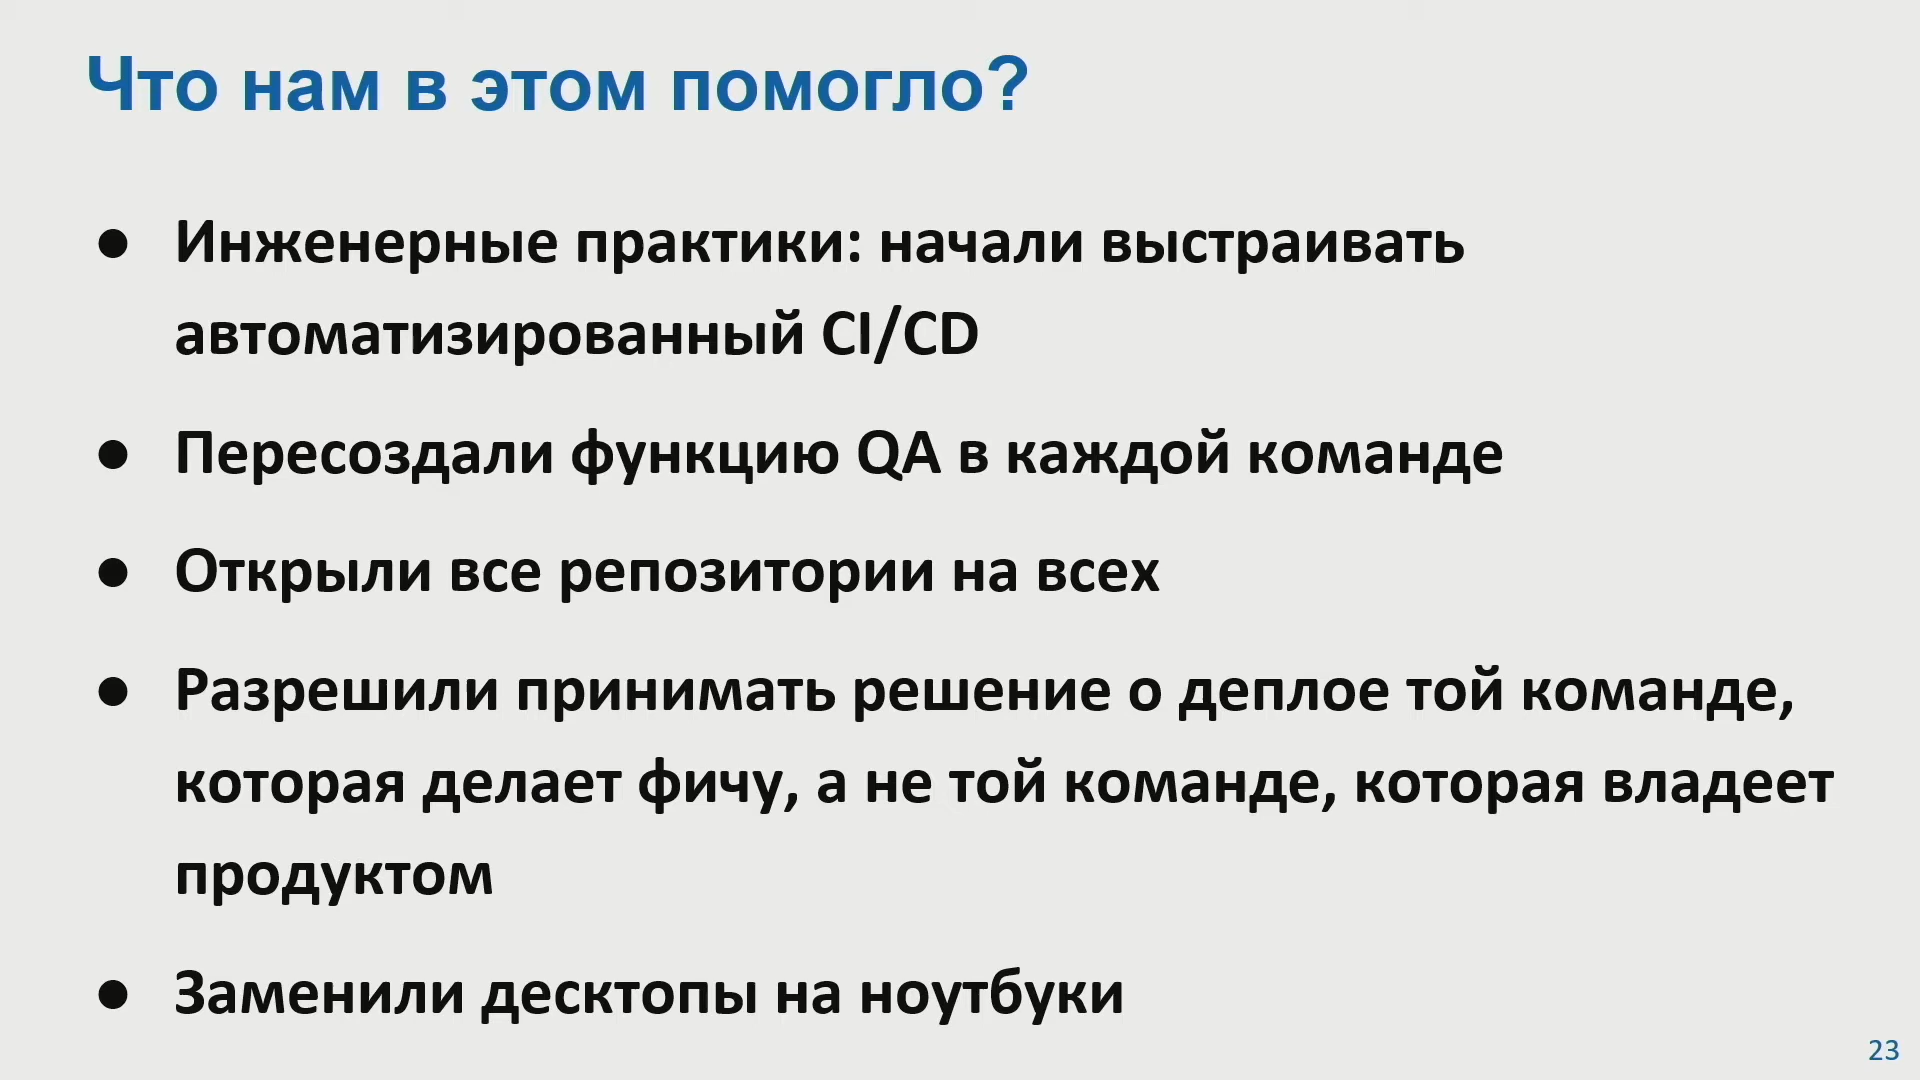 Что нам в этом помогло?
● Инженерные практики: начали выстраивать
автоматизированный CI/CD
● Пересоздали функцию QA в каждой команде
● Открыли все репозитории на всех
● Разрешили принимать решение о деплое той команде,
которая делает фичу, а не той команде, которая владеет
продуктом
● Заменили десктопы на ноутбуки
23